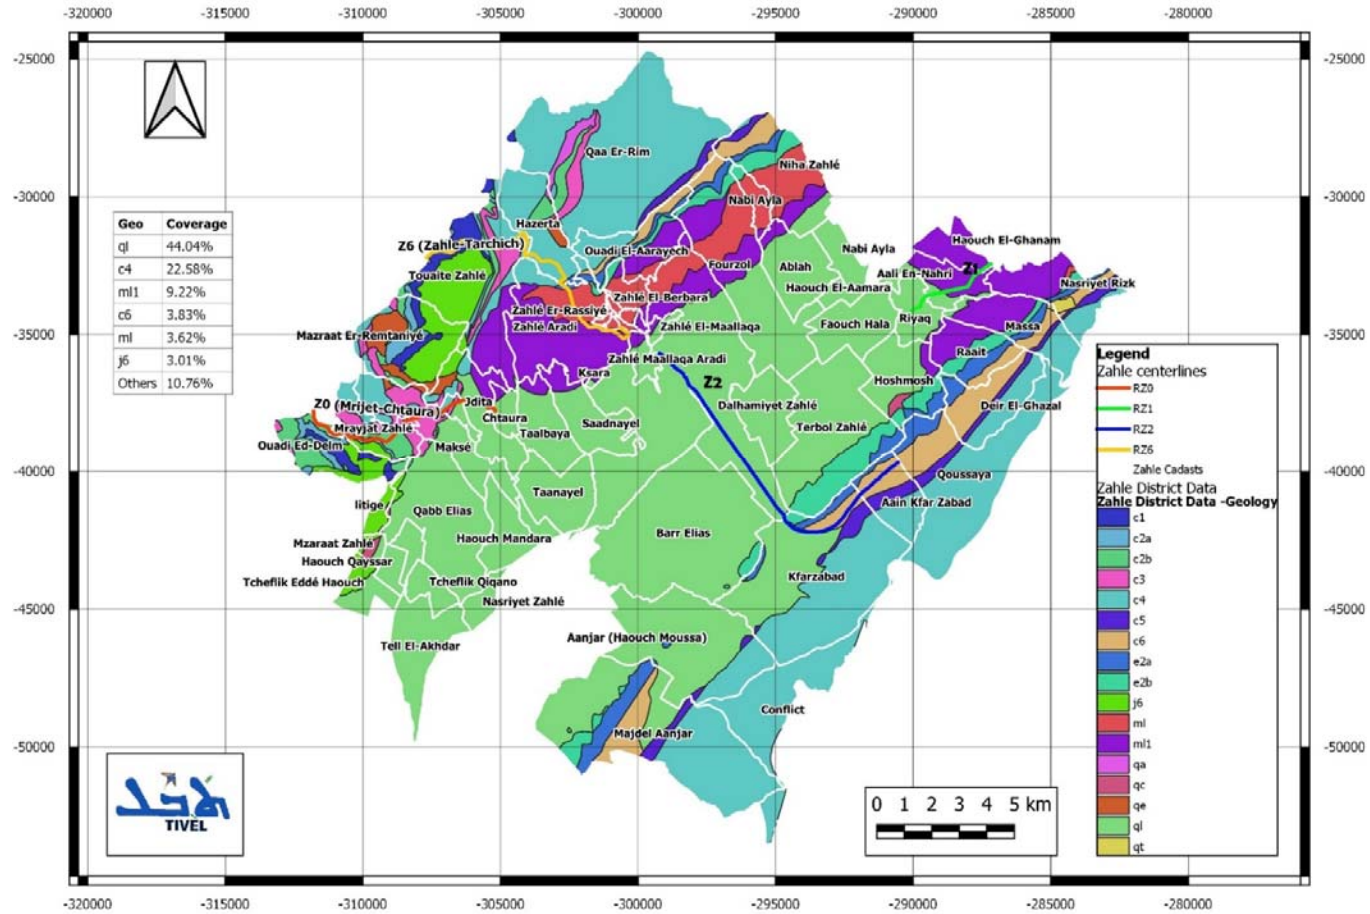 -320000 -315000 -310000 -305000 -300000 -295000 -290000 -285000 -280000
-25000 -25000
Qaa Er-Rim
Niha Zahlé
-30000 -30000
Nabi Ayla
Geo Coverage
ql 44.04%
c4 22.58%
ml1 9.22%
c6 3.83%
ml 3.62%
j6 3.01%
Others 10.76%
Hazerta
Z6 (Zahle-Tarchich)
Ouadi El-Aarayech
Nabi Ayla
Haouch El-Ghanam
Touaite Zahlé
Fourzol
Ablah
Aali En-Nahri
Z1
Haouch El-Aamara
Nasriyet Rizk
Zahlé El-Berbara
Zahlé Er-Rassiyé
Riyaq
Zahlé Aradi
Zahlé El-Maallaqa
Faouch Hala
Massa
Mazraat Er-Remtaniyé
-35000 -35000
Raait
Zahlé Maallaqa Aradi
Ksara
Z2
Hoshmosh
Jdita
Z0 (Mrijet-Chtaura)
Dalhamiyet Zahlé
Deir El-Ghazal
Chtaura
Saadnayel
Mrayjat Zahlé
Taalbaya
Terbol Zahlé
Ouadi Ed-Delm
Maksé
-40000 -40000
Qoussaya
Taanayel
Aain Kfar Zabad
litige
Qabb Elias
Barr Elias
Haouch Mandara
Mzaraat Zahlé
Haouch Qayssar
Kfarzabad
Tcheflik Eddé Haouch
Tcheflik Qiqano
Nasriyet Zahlé
-45000 -45000
Aanjar (Haouch Moussa)
Tell El-Akhdar
Conflict
Majdel Aanjar
-50000 -50000
Legend
Zahle centerlines
RZ0
RZ1
RZ2
RZ6
Zahle Cadasts
Zahle District Data
Zahle District Data -Geology
c1
c2a
c2b
c3
c4
c5
c6
e2a
e2b
j6
ml
ml1
qa
qc
qe
ql
qt
TIVEL
0 1 2 3 4 5 km
-320000 -315000 -310000 -305000 -300000 -295000 -290000 -285000 -280000